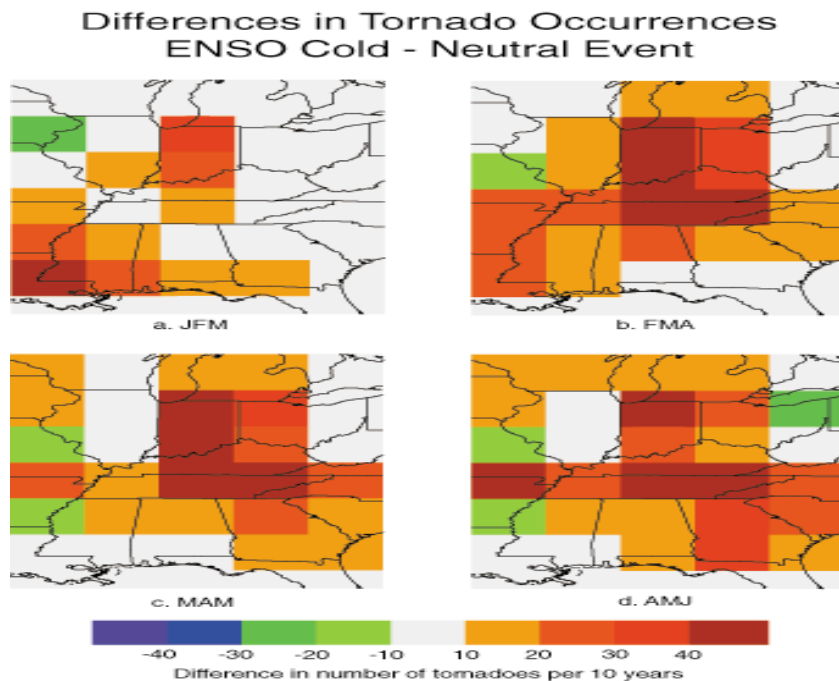 Differences in Tornado Occurrences
ENSO Cold - Neutral Event
a. JFM
b. FMA
c. MAM
d. AMJ
-40 -30 -20 -10 10 20 30 40
Difference in number of tornadoes per 10 years